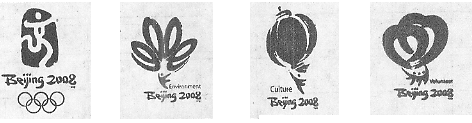 Beijing 2008
Environment
Beijing 2008
Culture
Beijing 2008
Volunteer
Beijing 2008